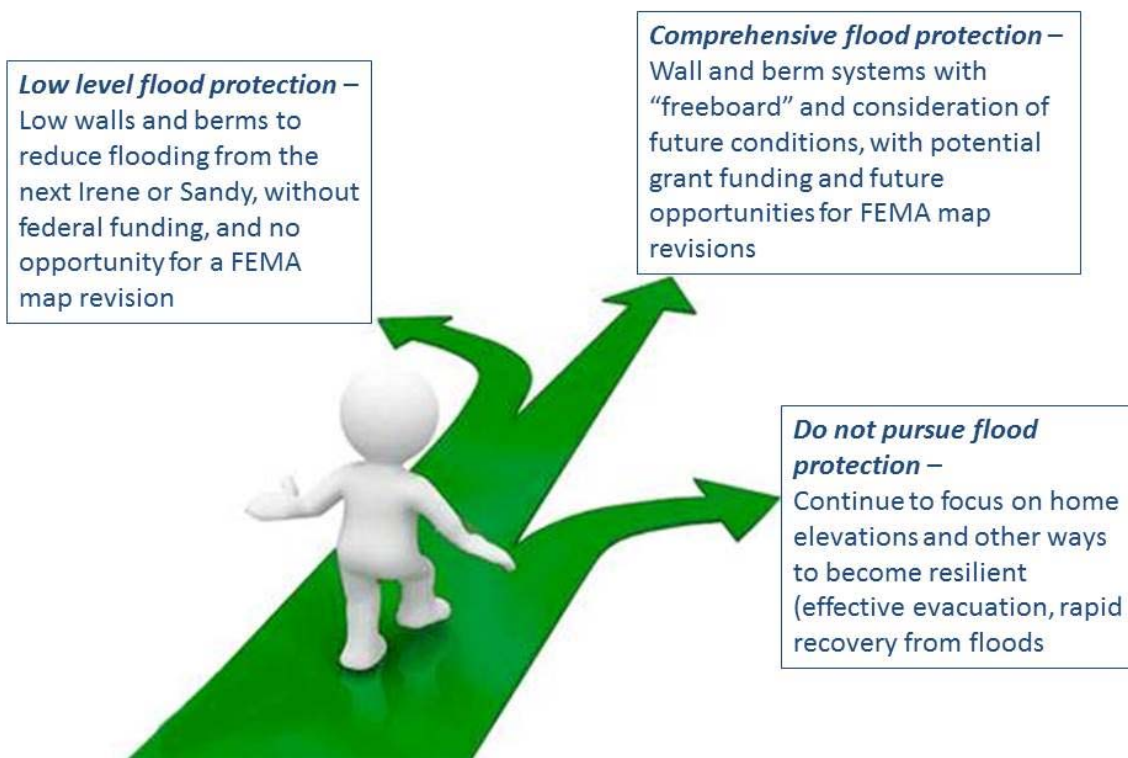 Low level flood protection –
Low walls and berms to
reduce flooding from the
next Irene or Sandy, without
federal funding, and no
opportunity for a FEMA
map revision
Comprehensive flood protection –
Wall and berm systems with
“freeboard” and consideration of
future conditions, with potential
grant funding and future
opportunities for FEMA map
revisions
Do not pursue flood
protection –
Continue to focus on home
elevations and other ways
to become resilient
(effective evacuation, rapid
recovery from floods